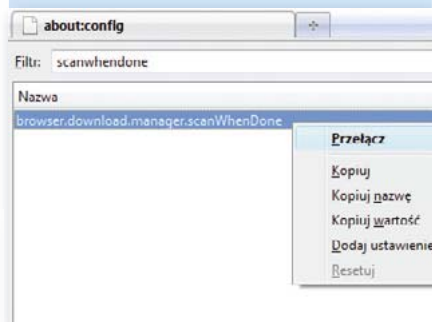 about:config
Filtr: scanwhendone
Nazwa
browser.download.manager.scanWhenDone
Przełącz
Kopiuj
Kopiuj nazwę
Kopiuj wartość
Dodaj ustawienie
Resetuj